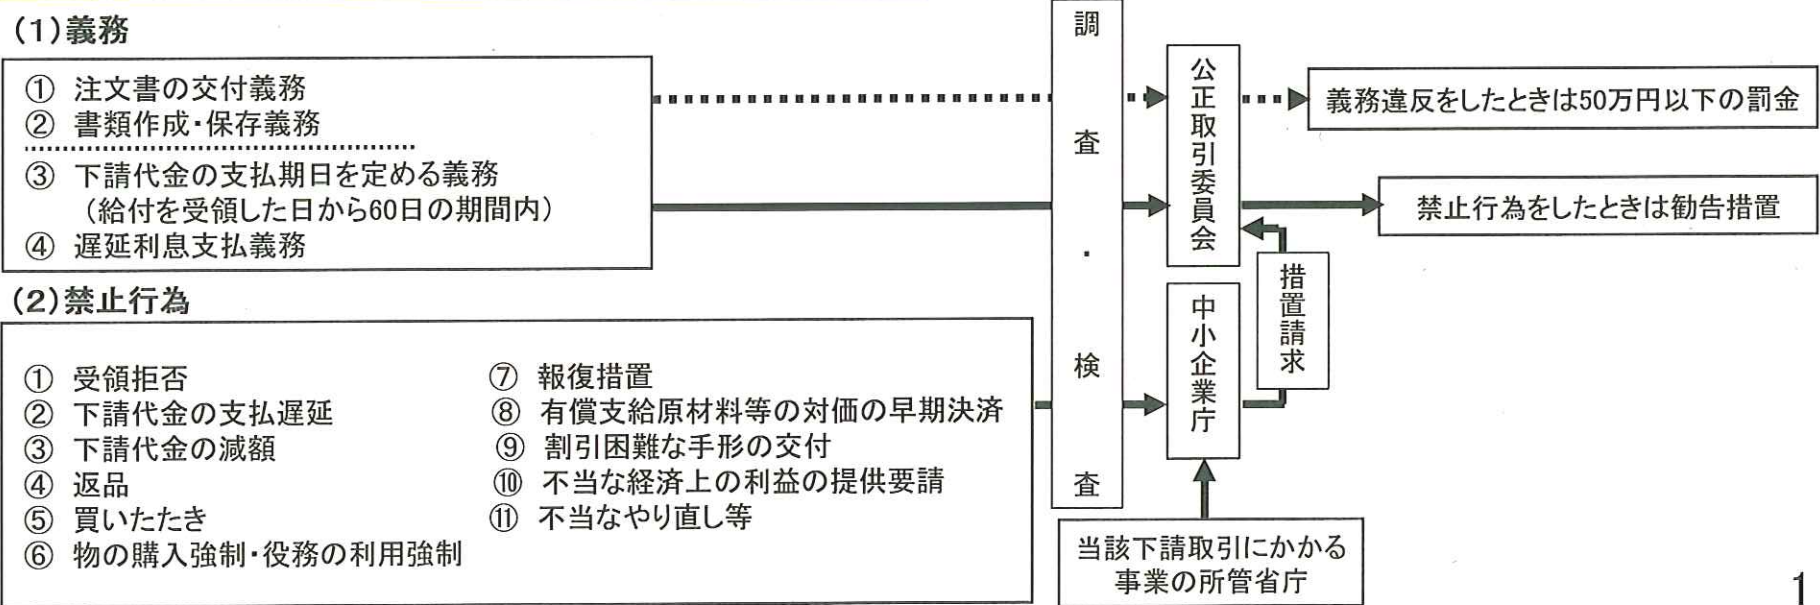 (1)義務
① 注文書の交付義務
② 書類作成・保存義務
③ 下請代金の支払期日を定める義務
（給付を受領した日から60日の期間内）
④ 遅延利息支払義務
(2)禁止行為
① 受領拒否
② 下請代金の支払遅延
③ 下請代金の減額
④ 返品
⑤ 買いたたき
⑥ 物の購入強制・役務の利用強制
⑦ 報復措置
⑧ 有償支給原材料等の対価の早期決済
⑨ 割引困難な手形の交付
⑩ 不当な経済上の利益の提供要請
⑪ 不当なやり直し等
調査・検査
公正取引委員会
中小企業庁
措置請求
義務違反をしたときは50万円以下の罰金
禁止行為をしたときは勧告措置
当該下請取引にかかる
事業の所管省庁
1